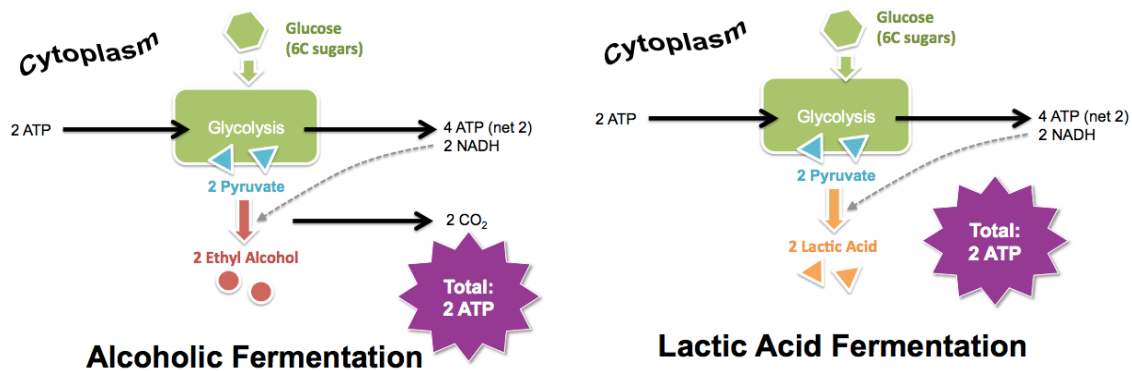 Cytoplasm
Glucose
(6C sugars)
2 ATP
Glycolysis
4 ATP (net 2)
2 NADH
2 Pyruvate
2 CO₂
2 Ethyl Alcohol
Total:
2 ATP
Alcoholic Fermentation
Cytoplasm
Glucose
(6C sugars)
2 ATP
Glycolysis
4 ATP (net 2)
2 NADH
2 Pyruvate
2 Lactic Acid
Total:
2 ATP
Lactic Acid Fermentation